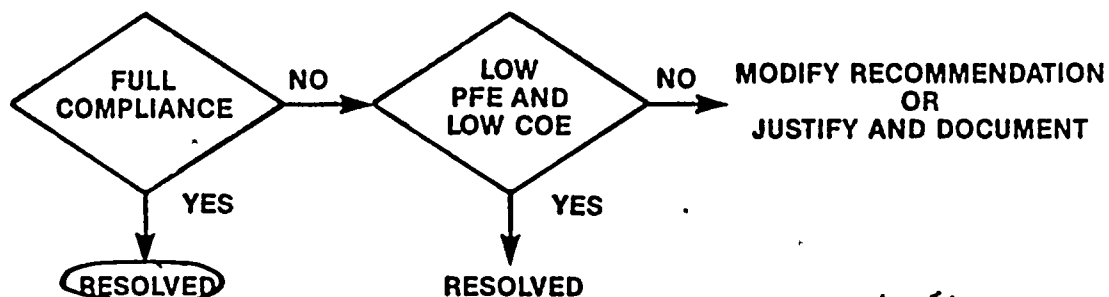 FULL
COMPLIANCE
NO
LOW
PFE AND
LOW COE
NO
MODIFY RECOMMENDATION
OR
JUSTIFY AND DOCUMENT
YES
YES
RESOLVED
RESOLVED